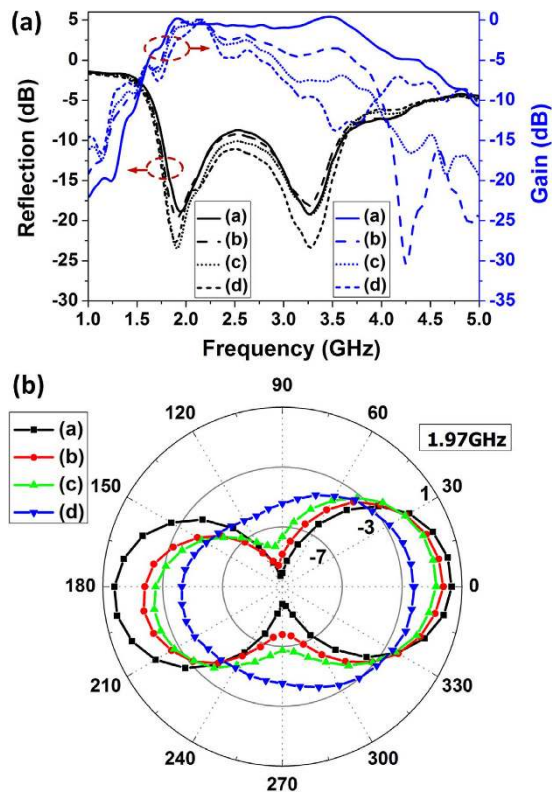 (a)
5
0
-5
-10
-15
-20
-25
-30
Reflection (dB)
0
-5
-10
-15
-20
-25
-30
-35
Gain (dB)
(a)
(b)
(c)
(d)
(a)
(b)
(c)
(d)
1.0 1.5 2.0 2.5 3.0 3.5 4.0 4.5 5.0
Frequency (GHz)
(b)
(a)
(b)
(c)
(d)
1.97GHz
90
120 60
150 30
1
-3
-7
180 0
210 330
240 300
270